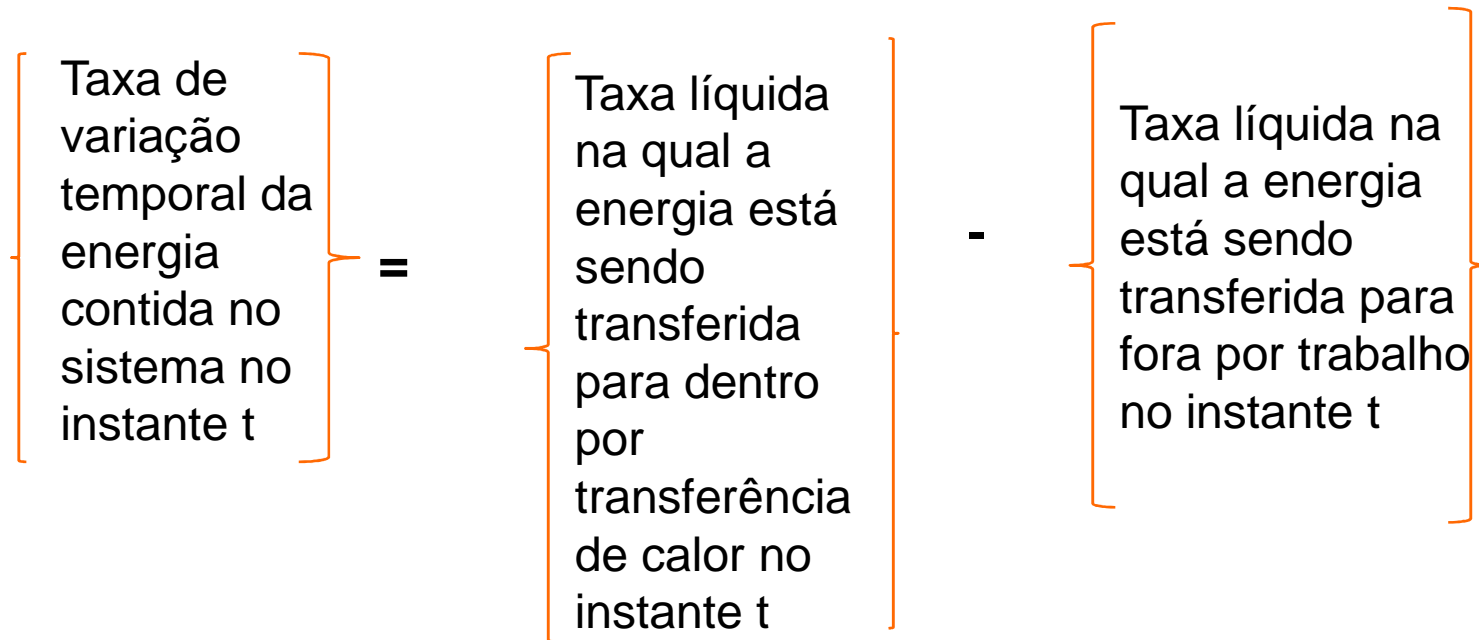 Taxa de
variação
temporal da
energia
contida no
sistema no
instante t
=
Taxa líquida
na qual a
energia está
sendo
transferida
para dentro
por
transferência
de calor no
instante t
-
Taxa líquida na
qual a energia
está sendo
transferida para
fora por trabalho
no instante t